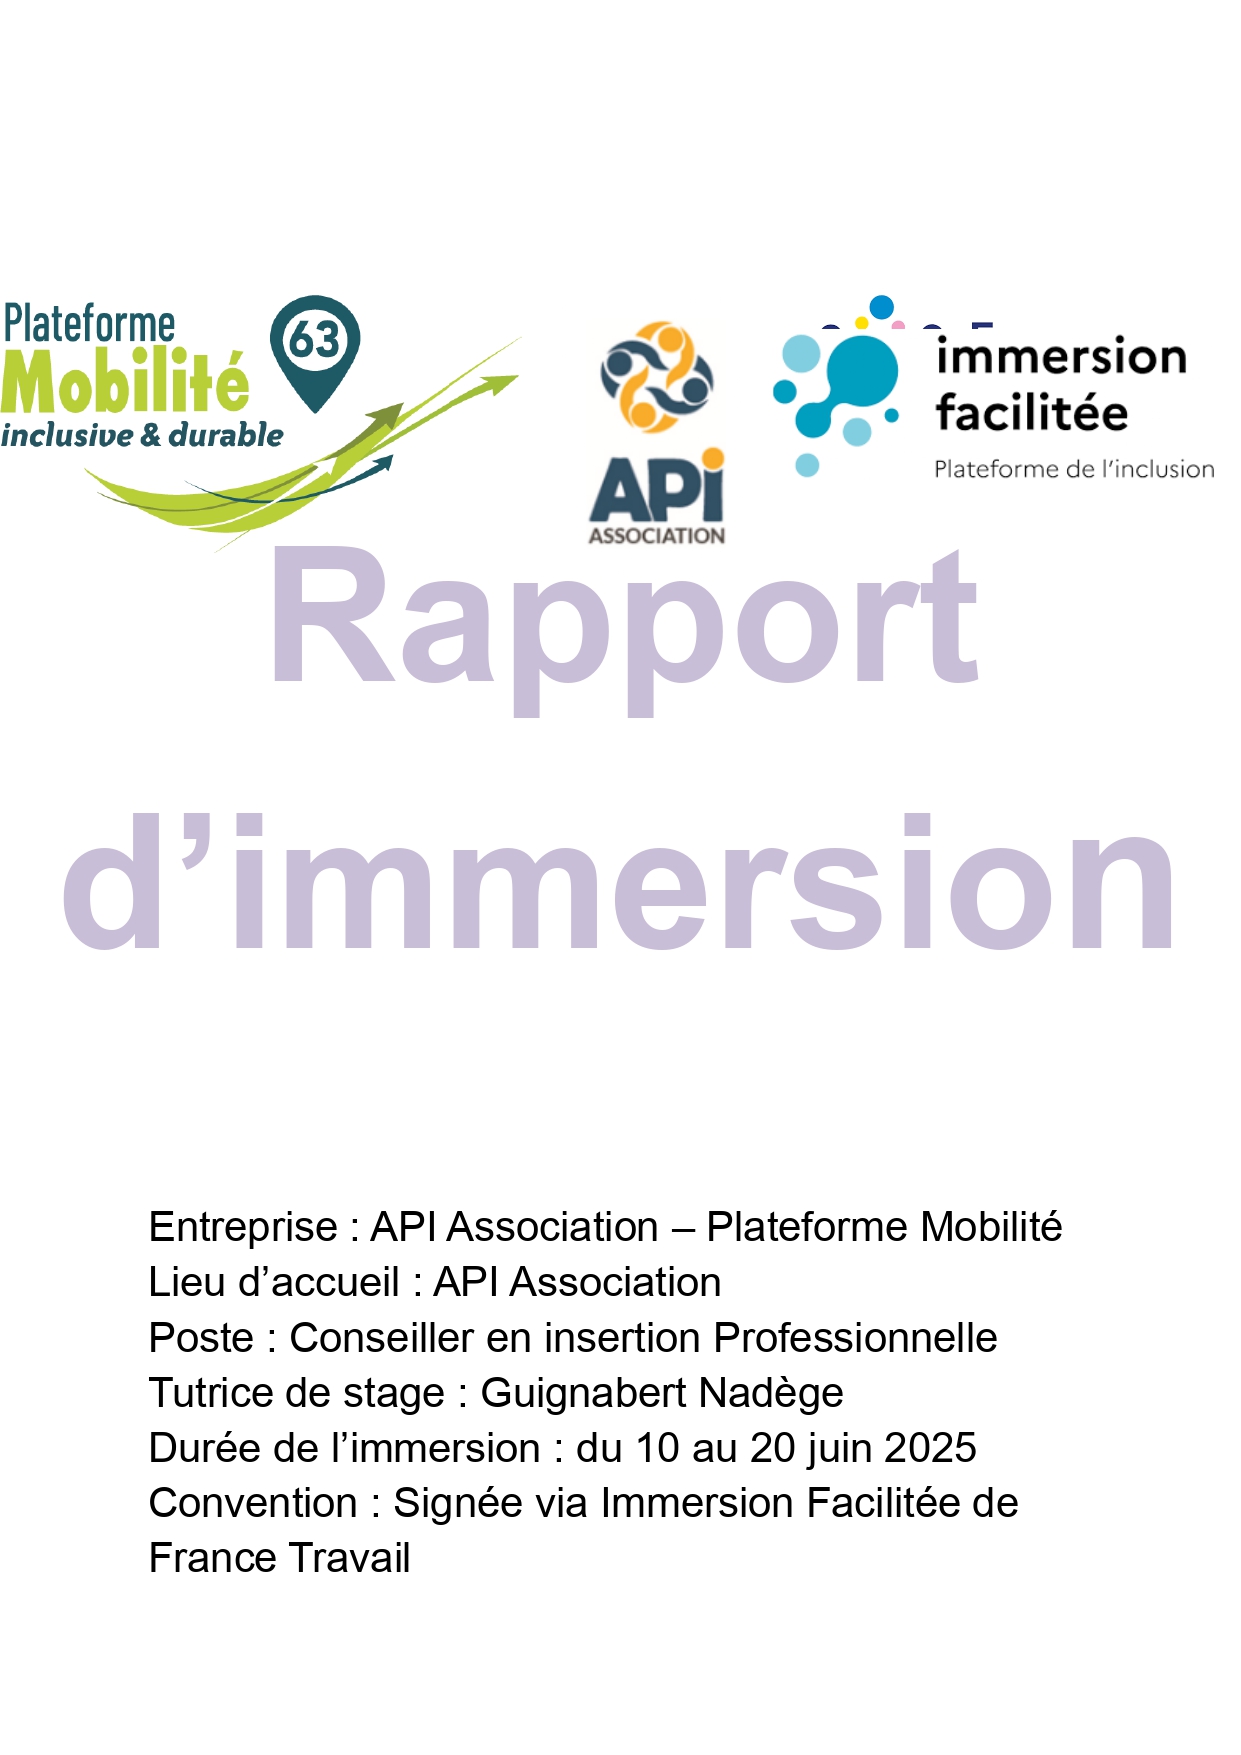 Plateforme
63
Mobilité
inclusive & durable
API
ASSOCIATION
immersion
facilitée
Plateforme de l'inclusion
Rapport
d’immersion
Entreprise : API Association – Plateforme Mobilité
Lieu d’accueil : API Association
Poste : Conseiller en insertion Professionnelle
Tutrice de stage : Guignabert Nadège
Durée de l’immersion : du 10 au 20 juin 2025
Convention : Signée via Immersion Facilitée de
France Travail